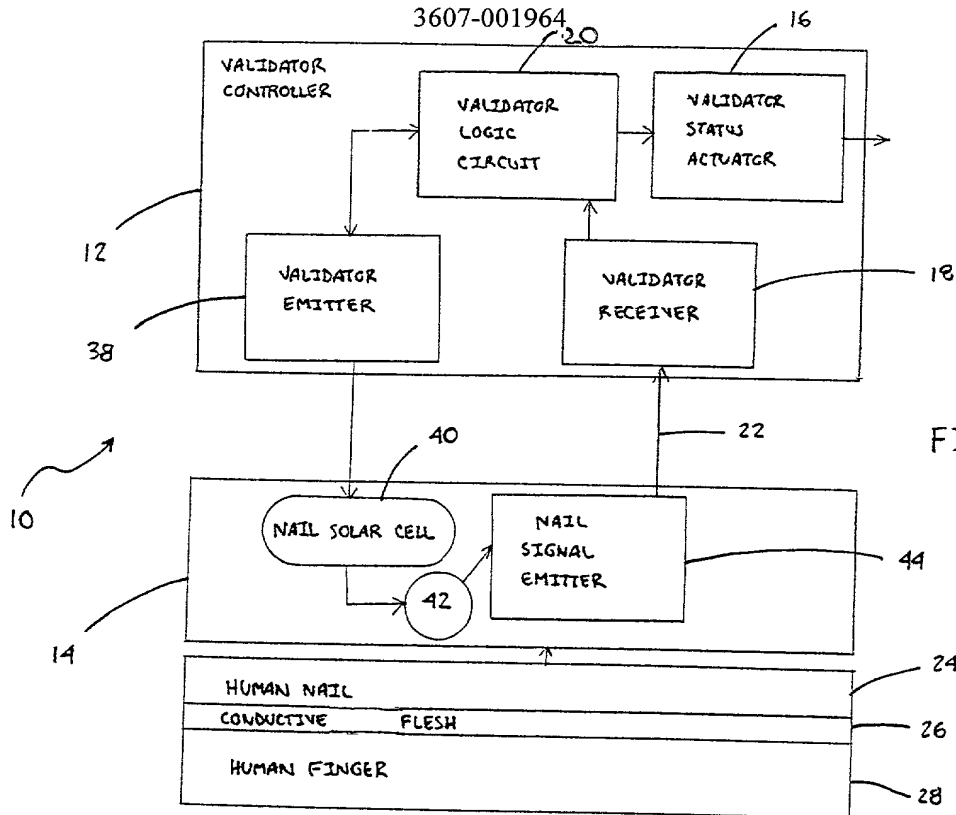 3607-001964
20
16
VALIDATOR
CONTROLLER
VALIDATOR
LOGIC
CIRCUIT
VALIDATOR
STATUS
ACTUATOR
12
VALIDATOR
EMITTER
VALIDATOR
RECEIVER
18
38
40
22
10
NAIL SOLAR CELL
NAIL
SIGNAL
EMITTER
42
44
14
HUMAN NAIL
24
CONDUCTIVE FLESH
26
HUMAN FINGER
28